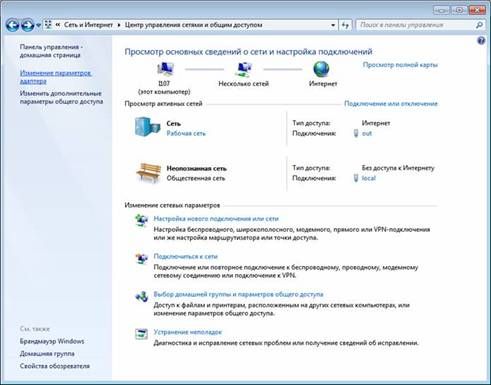 Сеть и Интернет ▸ Центр управления сетями и общим доступом
Поиск в панели управления
Панель управления -
домашняя страница
Изменение параметров
адаптера
Изменить дополнительные
параметры общего доступа
Просмотр основных сведений о сети и настройка подключений
Просмотр полной карты
1107
(этот компьютер)
Несколько сетей
Интернет
Просмотр активных сетей
Подключение или отключение
Сеть
Рабочая сеть
Тип доступа: Интернет
Подключения: out
Неопознанная сеть
Общественная сеть
Тип доступа: Без доступа к Интернету
Подключения: local
Изменение сетевых параметров
Настройка нового подключения или сети
Настройка беспроводного, широкополосного, модемного, прямого или VPN-подключения
или же настройка маршрутизатора или точки доступа.
Подключиться к сети
Подключение или повторное подключение к беспроводному, проводному, модемному
сетевому соединению или подключение к VPN.
Выбор домашней группы и параметров общего доступа
Доступ к файлам и принтерам, расположенным на других сетевых компьютерах, или
изменение параметров общего доступа.
Устранение неполадок
Диагностика и исправление сетевых проблем или получение сведений об исправлении.
См. также
Брандмауэр Windows
Домашняя группа
Свойства обозревателя